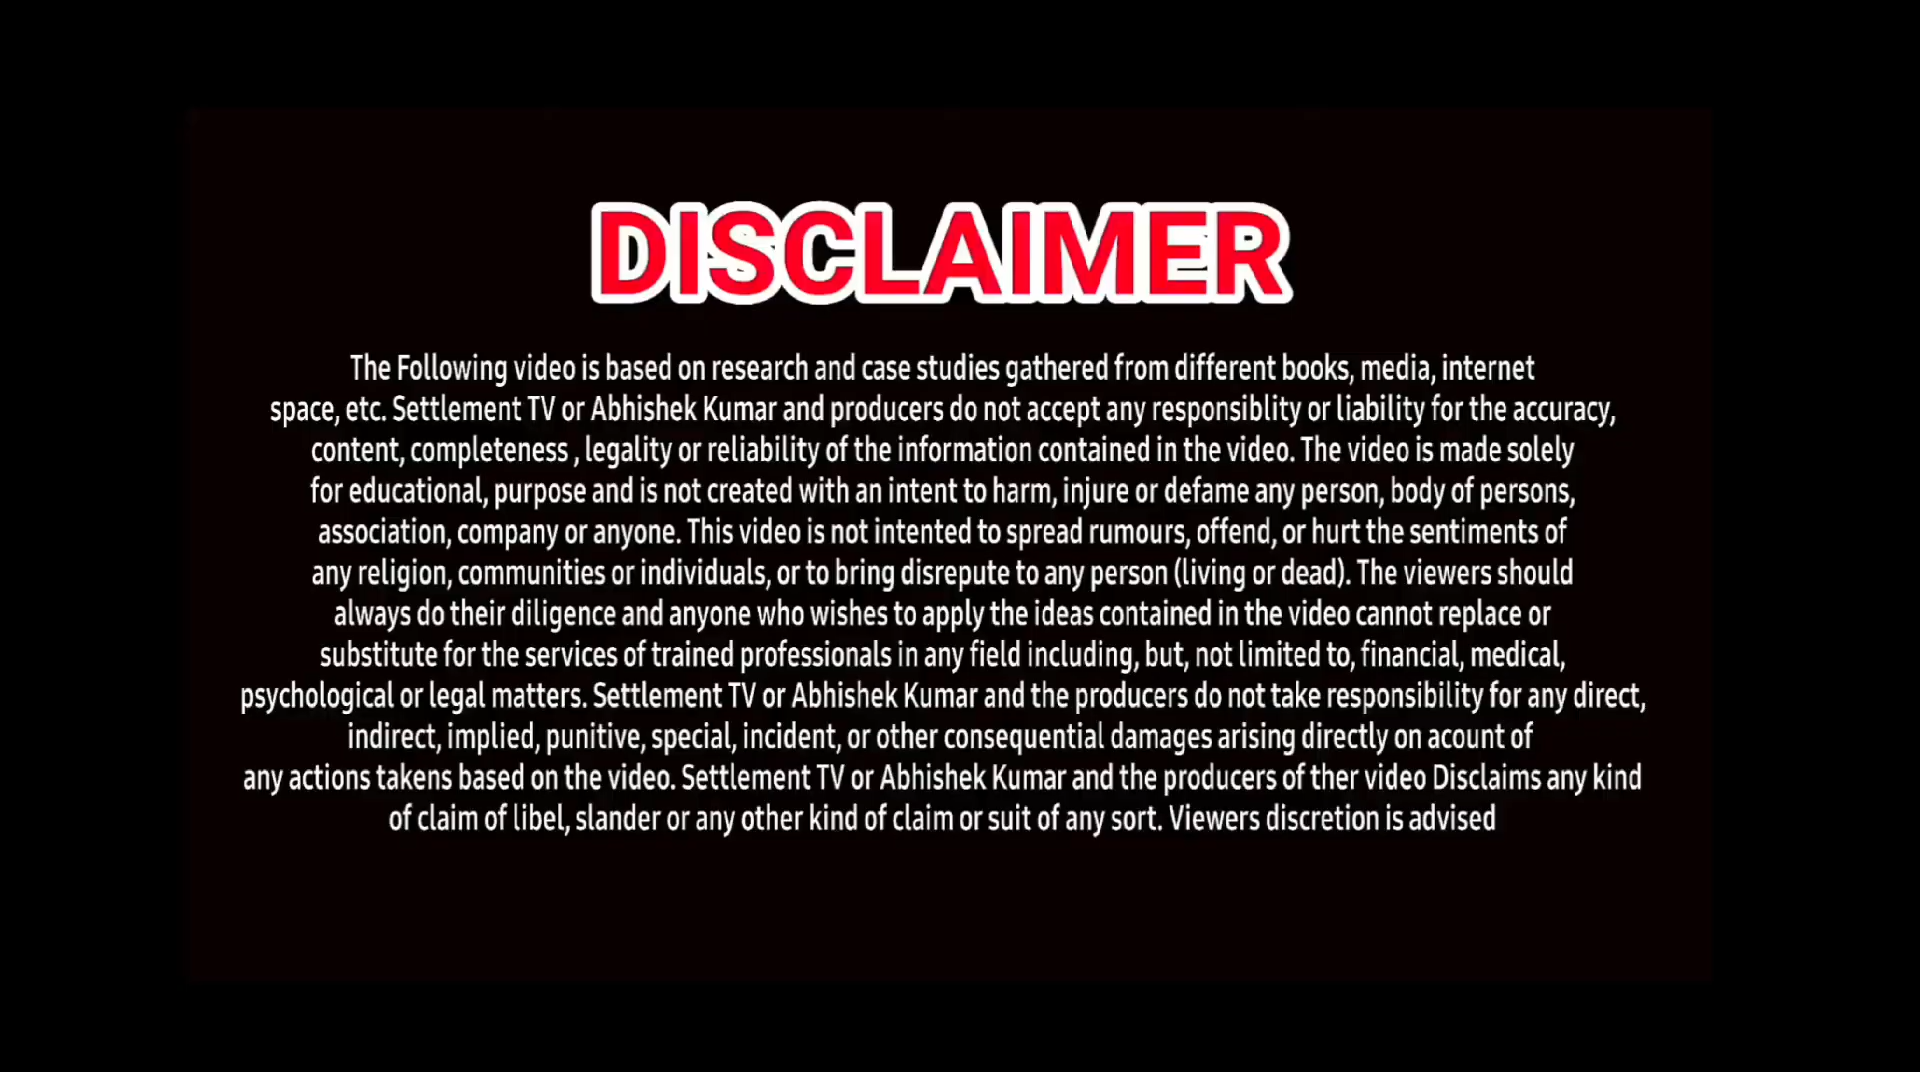 DISCLAIMER
The Following video is based on research and case studies gathered from different books, media, internet
space, etc. Settlement TV or Abhishek Kumar and producers do not accept any responsiblity or liability for the accuracy,
content, completeness , legality or reliability of the information contained in the video. The video is made solely
for educational, purpose and is not created with an intent to harm, injure or defame any person, body of persons,
association, company or anyone. This video is not intented to spread rumours, offend, or hurt the sentiments of
any religion, communities or individuals, or to bring disrepute to any person (living or dead). The viewers should
always do their diligence and anyone who wishes to apply the ideas contained in the video cannot replace or
substitute for the services of trained professionals in any field including, but, not limited to, financial, medical,
psychological or legal matters. Settlement TV or Abhishek Kumar and the producers do not take responsibility for any direct,
indirect, implied, punitive, special, incident, or other consequential damages arising directly on acount of
any actions takens based on the video. Settlement TV or Abhishek Kumar and the producers of ther video Disclaims any kind
of claim of libel, slander or any other kind of claim or suit of any sort. Viewers discretion is advised